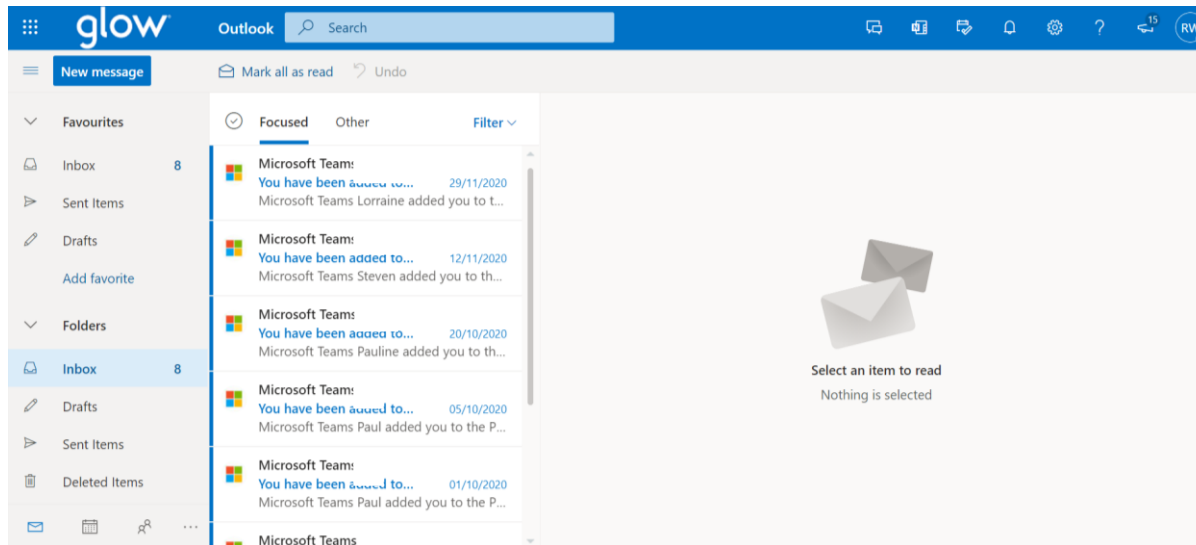 glow
Outlook
Search
15
RW
New message
Mark all as read
Undo
Favourites
Inbox 8
Sent Items
Drafts
Add favorite
Folders
Inbox 8
Drafts
Sent Items
Deleted Items
Focused Other Filter
Microsoft Teams
You have been added to... 29/11/2020
Microsoft Teams Lorraine added you to t...
Microsoft Teams
You have been added to... 12/11/2020
Microsoft Teams Steven added you to th...
Microsoft Teams
You have been added to... 20/10/2020
Microsoft Teams Pauline added you to th...
Microsoft Teams
You have been added to... 05/10/2020
Microsoft Teams Paul added you to the P...
Microsoft Teams
You have been added to... 01/10/2020
Microsoft Teams Paul added you to the P...
Microsoft Teams
Select an item to read
Nothing is selected